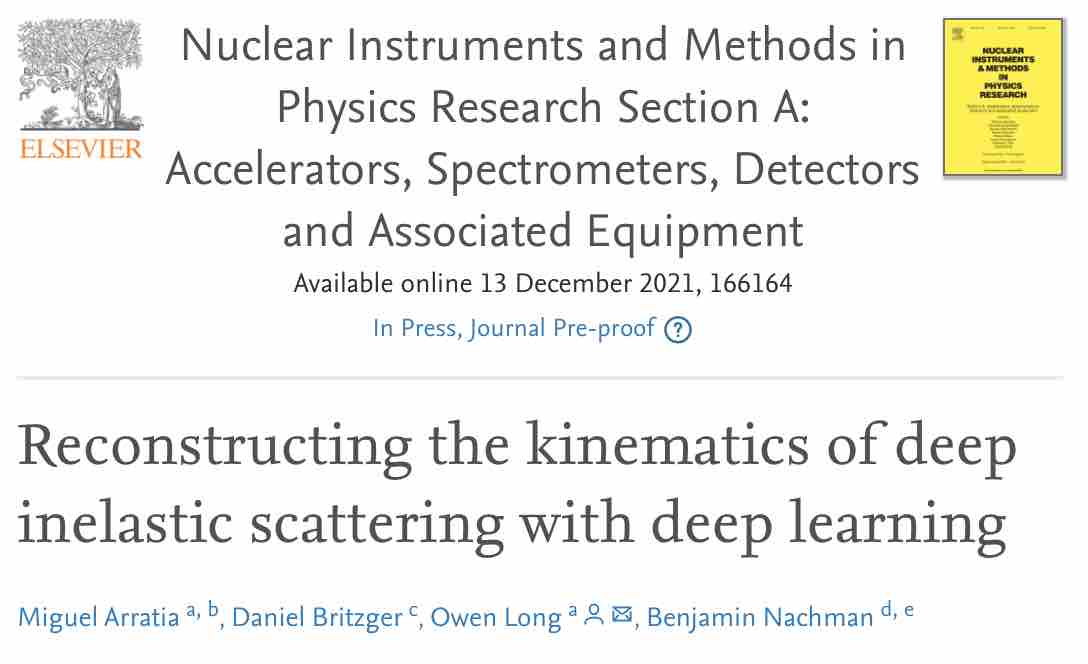 ELSEVIER
Nuclear Instruments and Methods in
Physics Research Section A:
Accelerators, Spectrometers, Detectors
and Associated Equipment
Available online 13 December 2021, 166164
In Press, Journal Pre-proof ?
NUCLEAR
INSTRUMENTS
& METHODS
IN
PHYSICS
RESEARCH
Reconstructing the kinematics of deep
inelastic scattering with deep learning
Miguel Arratia a, b, Daniel Britzger c, Owen Long a, Benjamin Nachman d, e